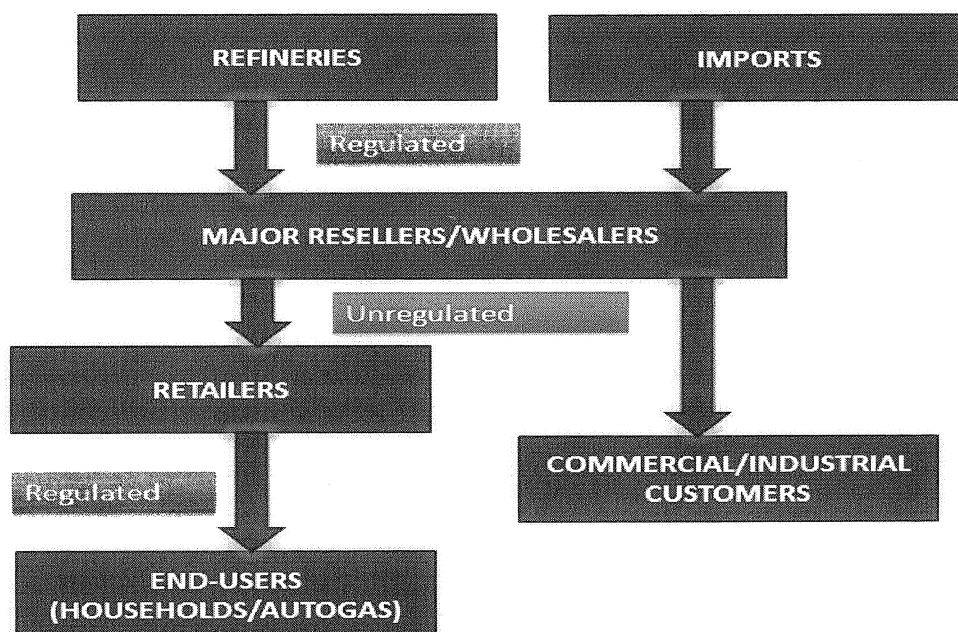 REFINERIES
IMPORTS
Regulated
MAJOR RESELLERS/WHOLESALERS
Unregulated
RETAILERS
COMMERCIAL/INDUSTRIAL
CUSTOMERS
Regulated
END-USERS
(HOUSEHOLDS/AUTOGAS)